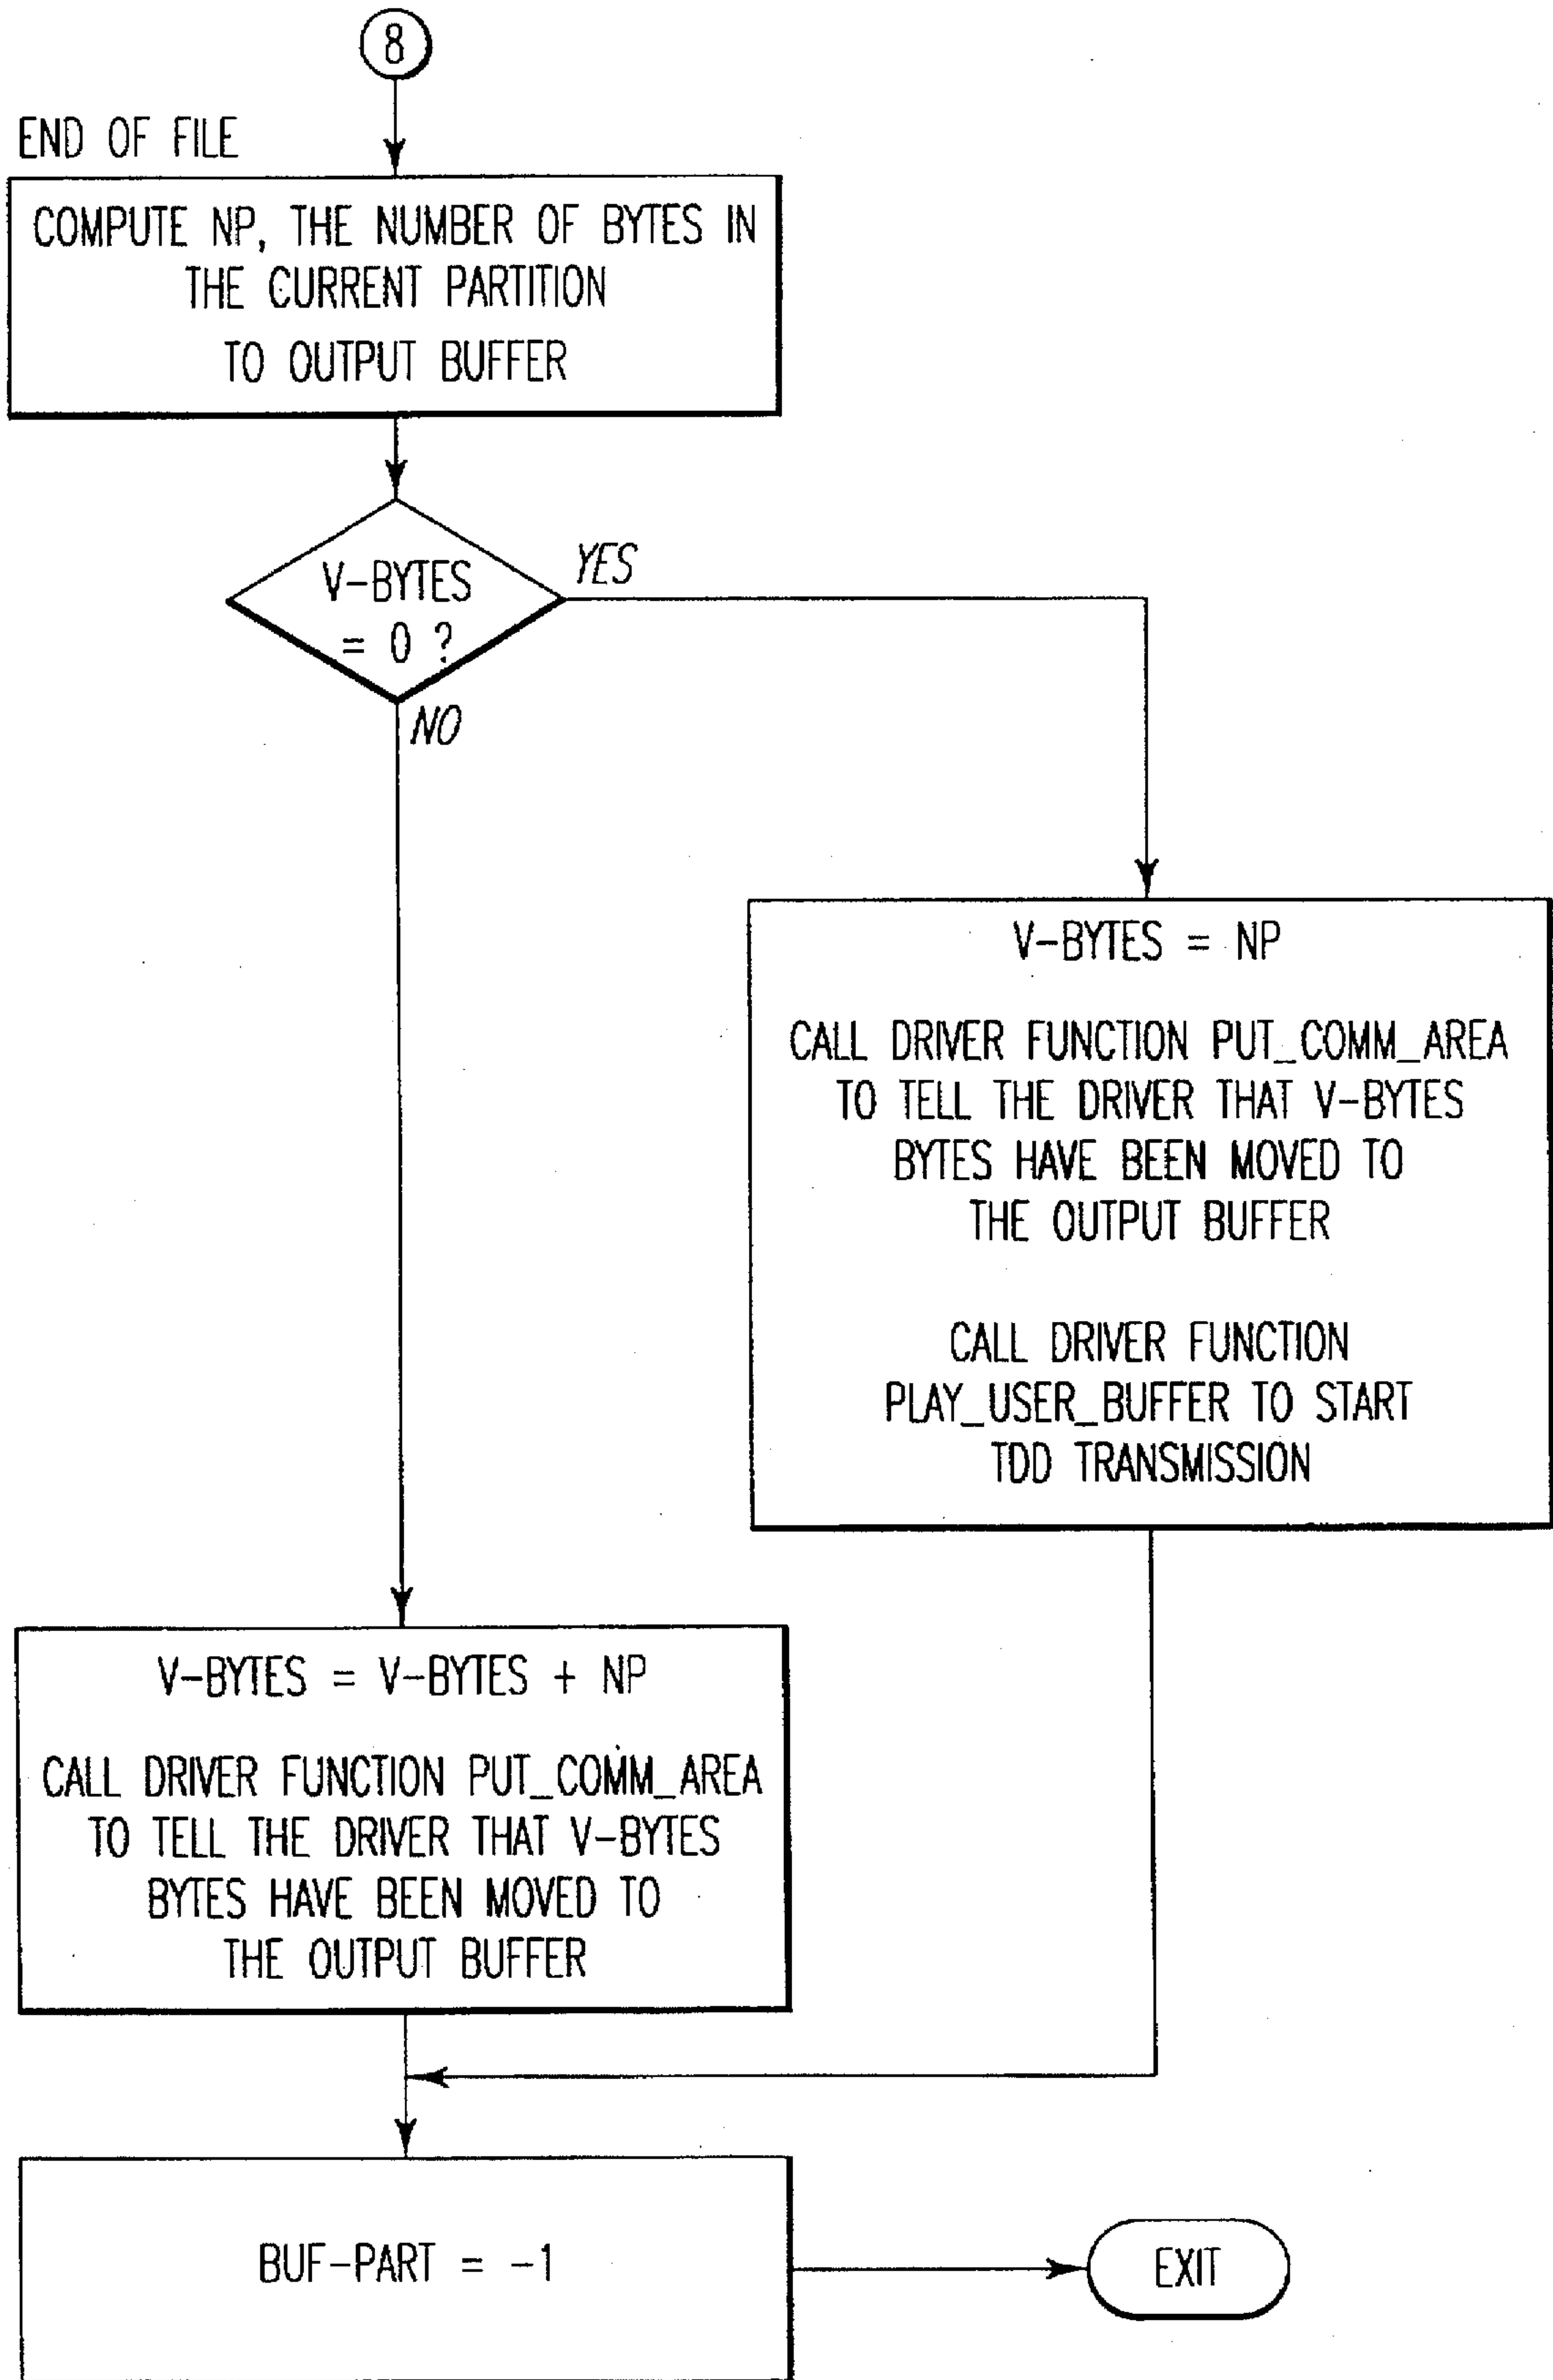 8
END OF FILE
COMPUTE NP, THE NUMBER OF BYTES IN
THE CURRENT PARTITION
TO OUTPUT BUFFER
V-BYTES
= 0 ?
YES
NO
V-BYTES = NP
CALL DRIVER FUNCTION PUT_COMM_AREA
TO TELL THE DRIVER THAT V-BYTES
BYTES HAVE BEEN MOVED TO
THE OUTPUT BUFFER
CALL DRIVER FUNCTION
PLAY_USER_BUFFER TO START
TDD TRANSMISSION
V-BYTES = V-BYTES + NP
CALL DRIVER FUNCTION PUT_COMM_AREA
TO TELL THE DRIVER THAT V-BYTES
BYTES HAVE BEEN MOVED TO
THE OUTPUT BUFFER
BUF-PART = -1
EXIT